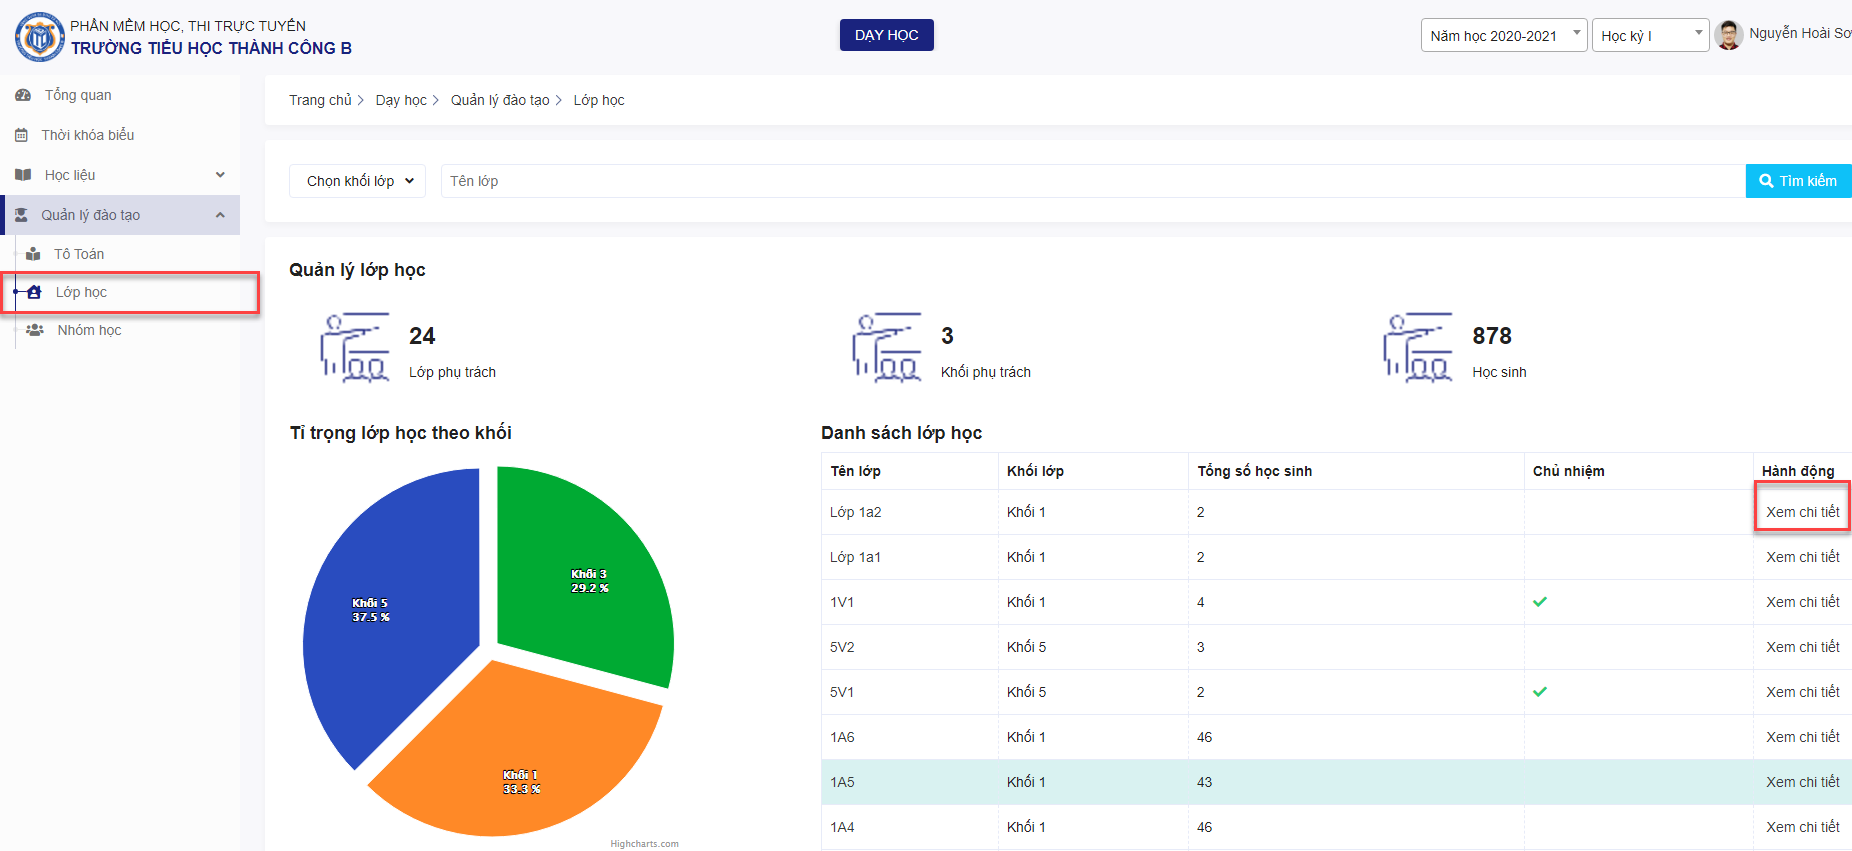 PHẦN MỀM HỌC, THI TRỰC TUYẾN
TRƯỜNG TIỂU HỌC THÀNH CÔNG B
DẠY HỌC
Năm học 2020-2021
Học kỳ I
Nguyễn Hoài Sơ
Tổng quan
Thời khóa biểu
Học liệu
Quản lý đào tạo
Tô Toán
Lớp học
Nhóm học
Trang chủ > Dạy học > Quản lý đào tạo > Lớp học
Chọn khối lớp
Tên lớp
Tìm kiếm
Quản lý lớp học
24
Lớp phụ trách
3
Khối phụ trách
878
Học sinh
Tỉ trọng lớp học theo khối
Khối 3
29.2 %
Khối 5
37.5 %
Khối 1
33.3 %
Highcharts.com
Danh sách lớp học
Tên lớp Khối lớp Tổng số học sinh Chủ nhiệm Hành động
Lớp 1a2 Khối 1 2 Xem chi tiết
Lớp 1a1 Khối 1 2 Xem chi tiết
1V1 Khối 1 4 ✓ Xem chi tiết
5V2 Khối 5 3 Xem chi tiết
5V1 Khối 5 2 ✓ Xem chi tiết
1A6 Khối 1 46 Xem chi tiết
1A5 Khối 1 43 Xem chi tiết
1A4 Khối 1 46 Xem chi tiết